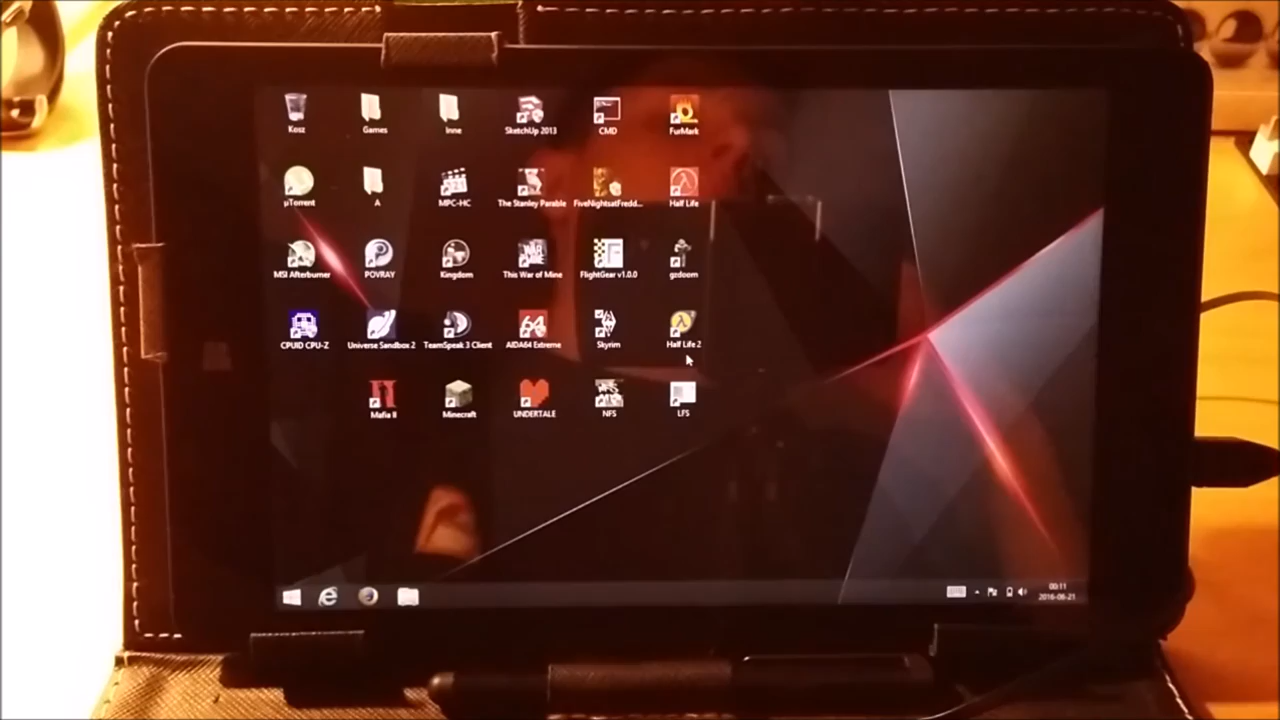 Kosz
Games
Inne
SketchUp 2013
CMD
FurMark
µTorrent
A
MPC-HC
The Stanley Parable
FiveNightsatFredd...
Half Life
MSI Afterburner
POVRAY
Kingdom
This War of Mine
FlightGear v1.0.0
gzdoom
CPUID CPU-Z
Universe Sandbox 2
TeamSpeak 3 Client
AIDA64 Extreme
Skyrim
Half Life 2
Mafia II
Minecraft
UNDERTALE
NFS
LFS
00:11
2016-08-21